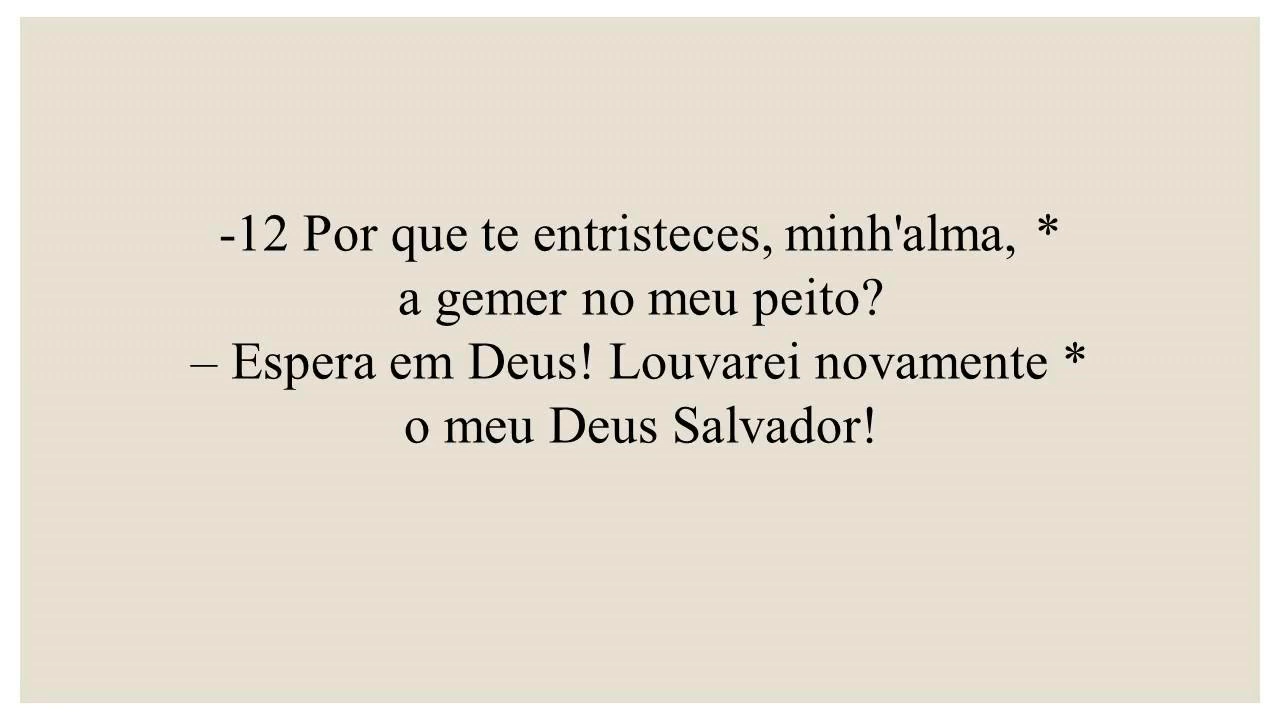 -12 Por que te entristeces, minh'alma, *
a gemer no meu peito?
– Espera em Deus! Louvarei novamente *
o meu Deus Salvador!